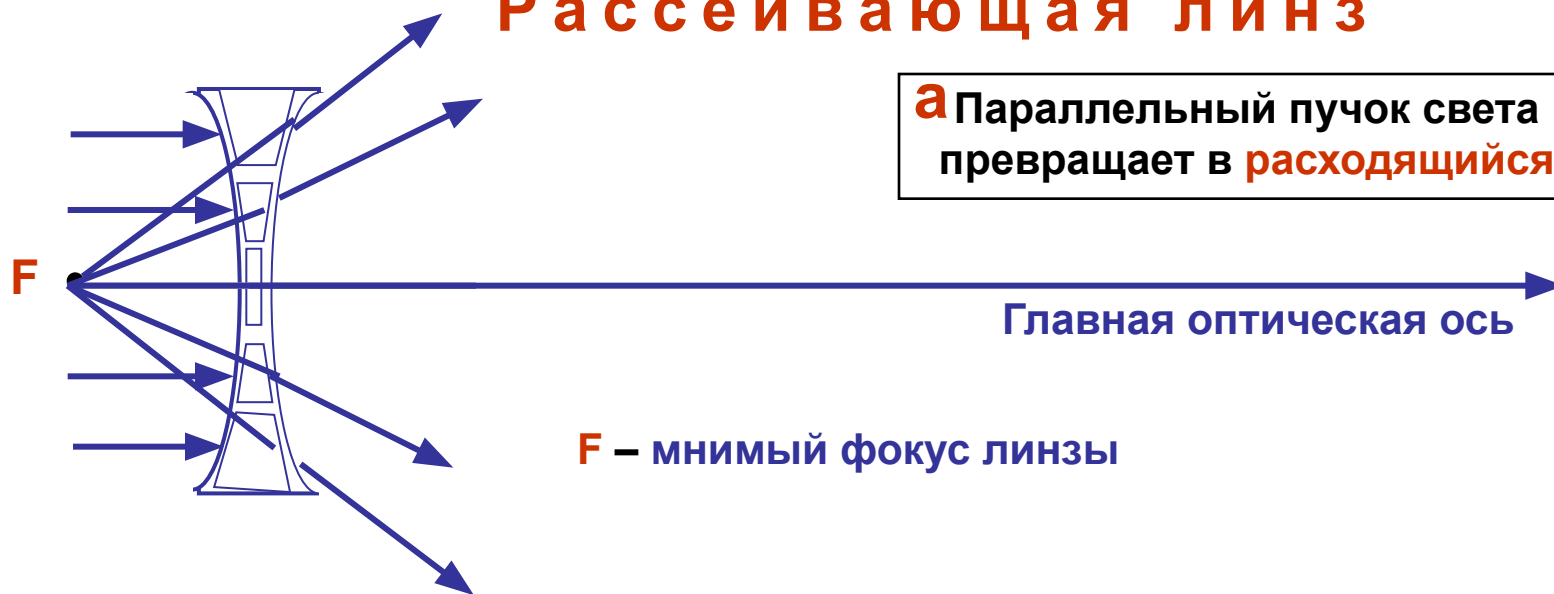 Рассеивающая линз
а
Параллельный пучок света
превращает в расходящийся
F
Главная оптическая ось
F – мнимый фокус линзы